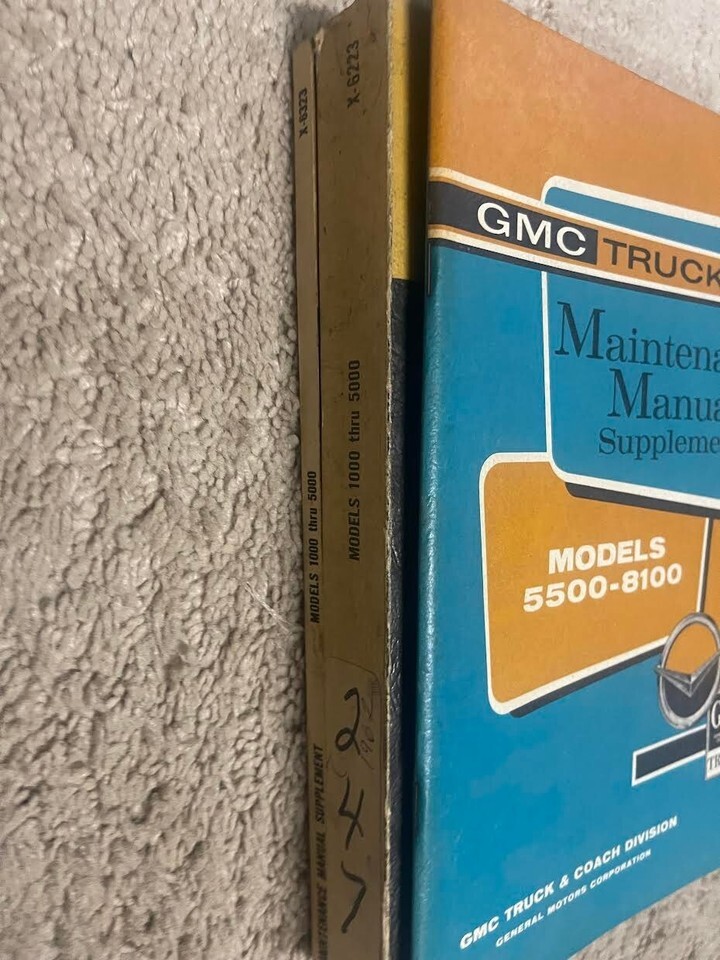 X-6323
MODELS 1000 thru 5000
MAINTENANCE MANUAL SUPPLEMENT
X-6223
MODELS 1000 thru 5000
GMC TRUCK
Maintena
Manua
Suppleme
MODELS
5500-8100
TR
GMC TRUCK & COACH DIVISION
GENERAL MOTORS CORPORATION